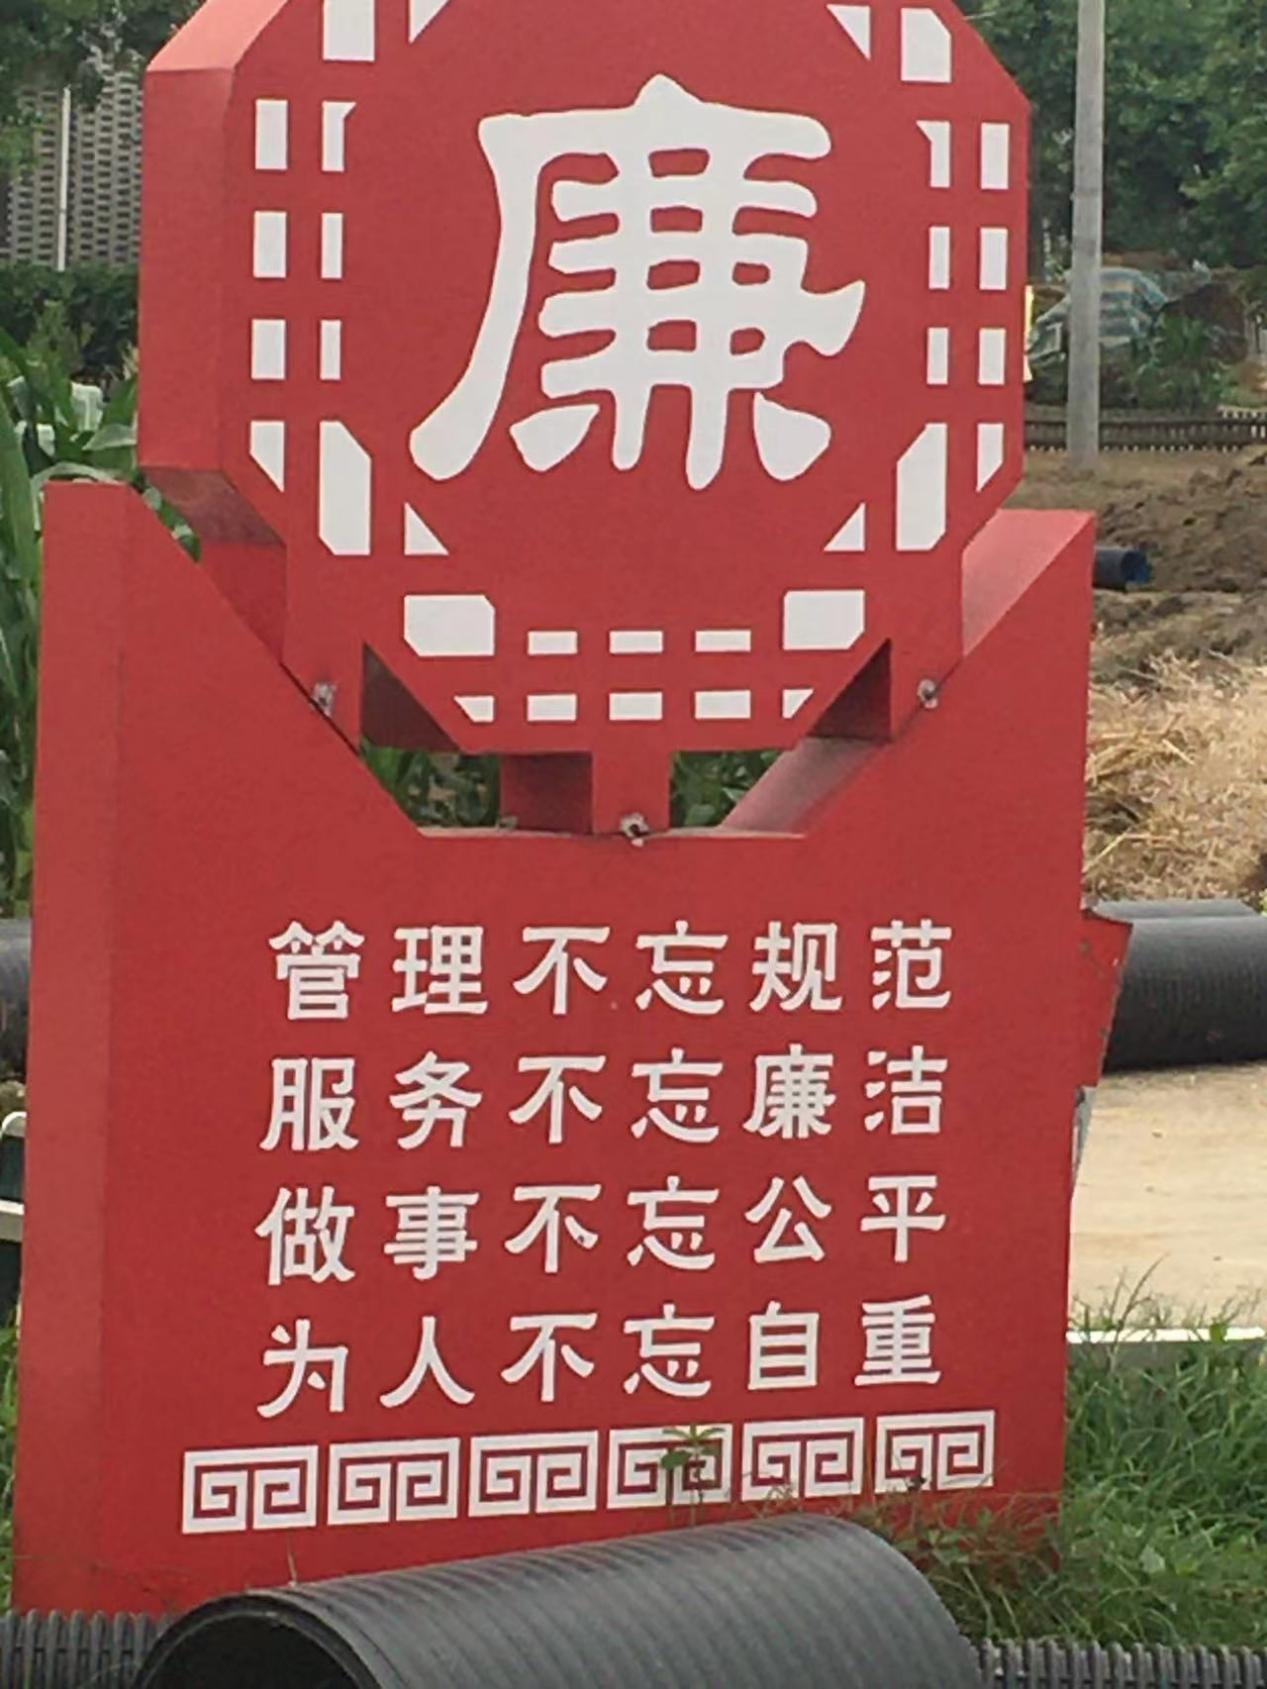 廉
管理不忘规范
服务不忘廉洁
做事不忘公平
为人不忘自重